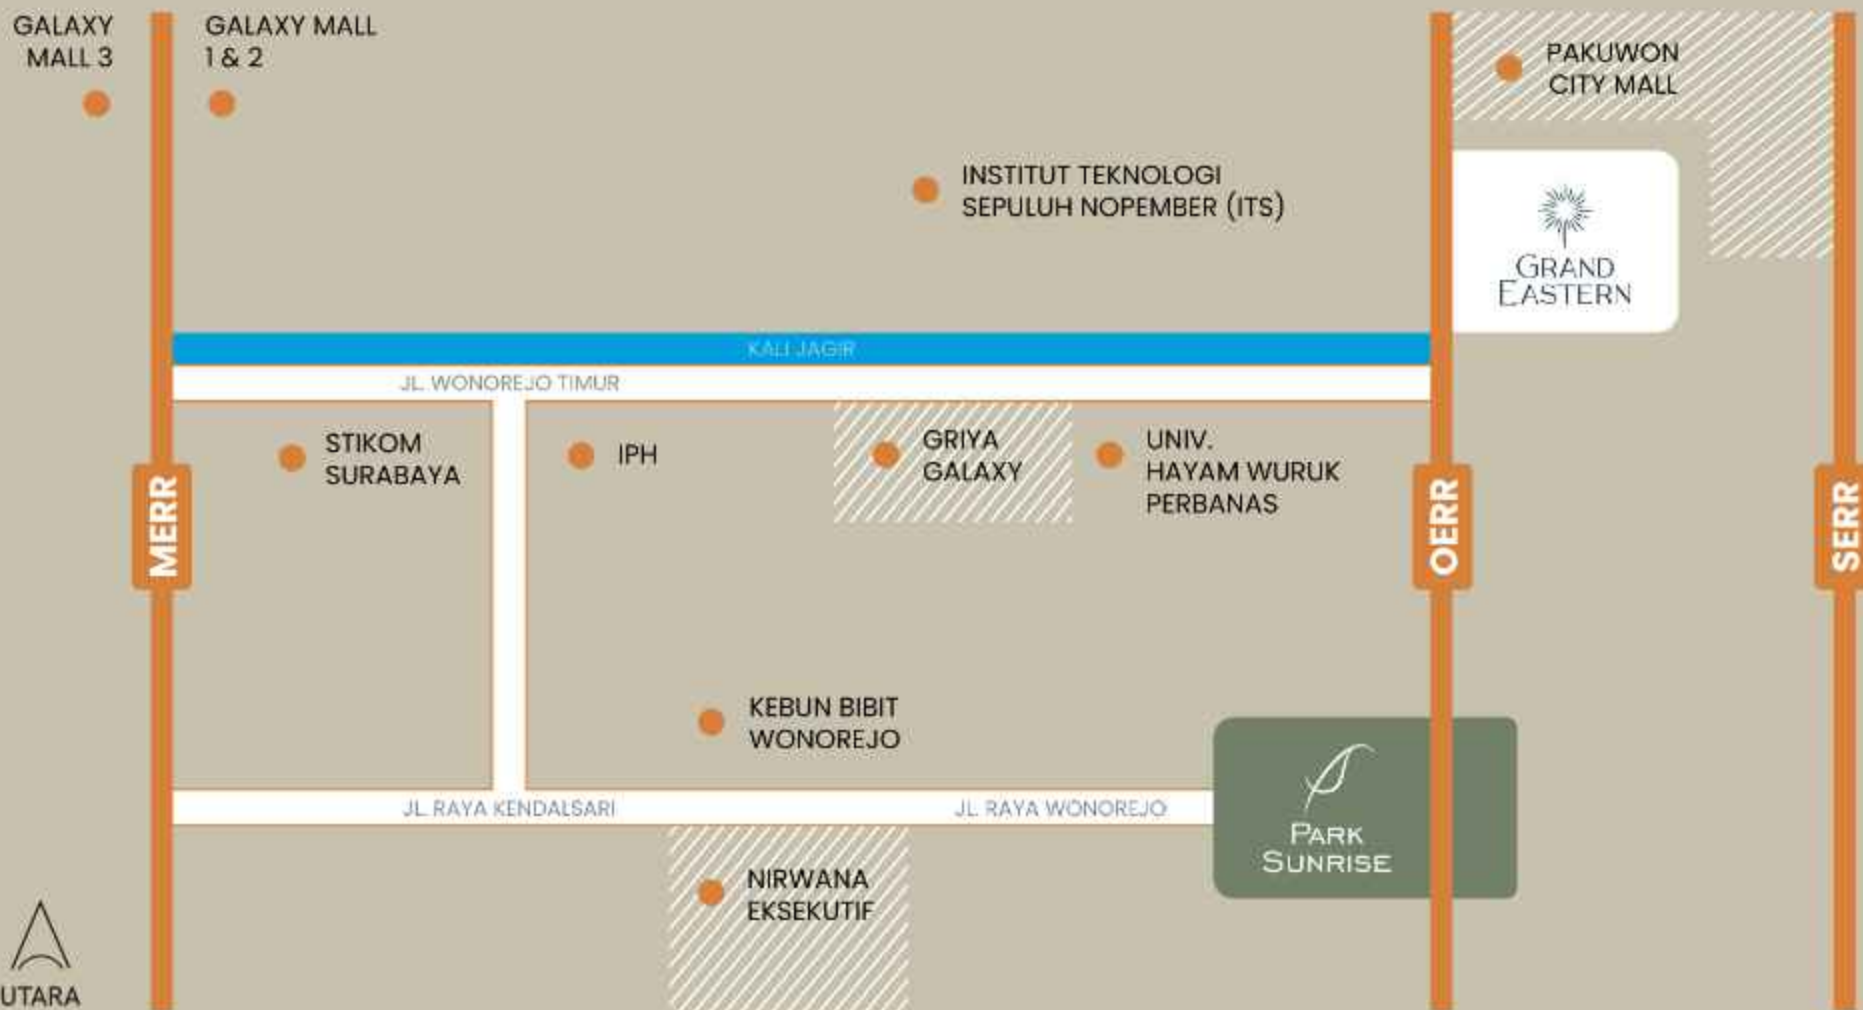 GALAXY
MALL 3
GALAXY MALL
1 & 2
PAKUWON
CITY MALL
INSTITUT TEKNOLOGI
SEPULUH NOPEMBER (ITS)
GRAND
EASTERN
KALI JAGIR
JL. WONOREJO TIMUR
STIKOM
SURABAYA
IPH
GRIYA
GALAXY
UNIV.
HAYAM WURUK
PERBANAS
MERR
OERR
SERR
KEBUN BIBIT
WONOREJO
JL. RAYA KENDALSARI
JL. RAYA WONOREJO
PARK
SUNRISE
NIRWANA
EKSEKUTIF
UTARA